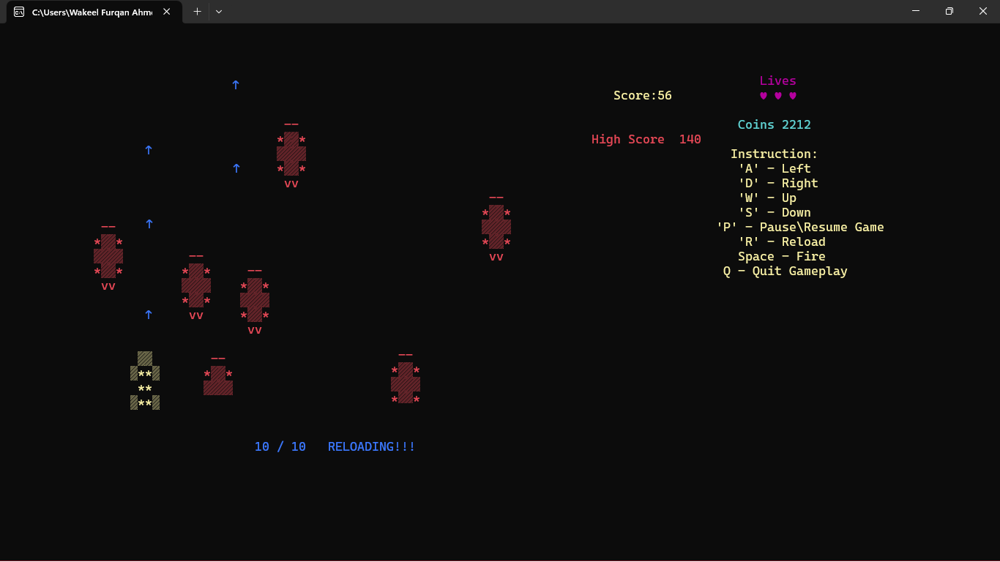 C:\Users\Wakeel Furqan Ahm
Lives
Score:56
♥ ♥ ♥
Coins 2212
High Score  140
Instruction:
'A' - Left
'D' - Right
'W' - Up
'S' - Down
'P' - Pause\Resume Game
'R' - Reload
Space - Fire
Q - Quit Gameplay
10 / 10   RELOADING!!!